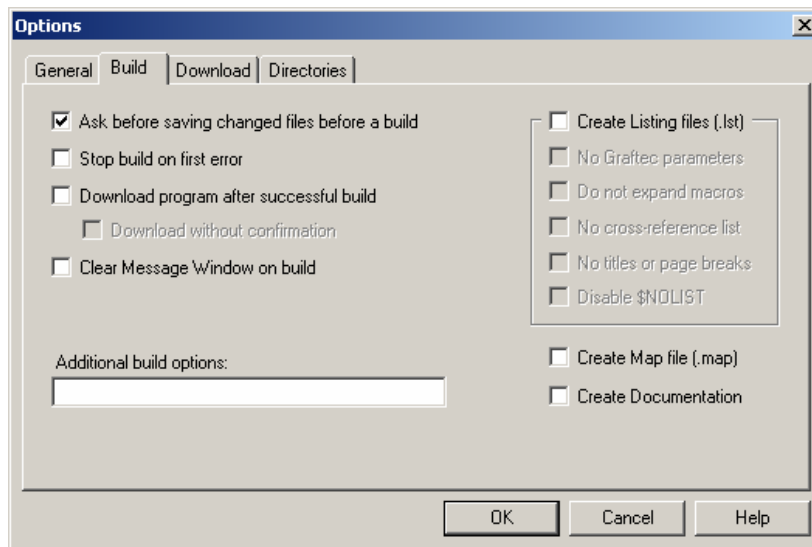 Options
General Build Download Directories
Ask before saving changed files before a build
Stop build on first error
Download program after successful build
Download without confirmation
Clear Message Window on build
Additional build options:
Create Listing files (.lst)
No Graftec parameters
Do not expand macros
No cross-reference list
No titles or page breaks
Disable $NOLIST
Create Map file (.map)
Create Documentation
OK Cancel Help